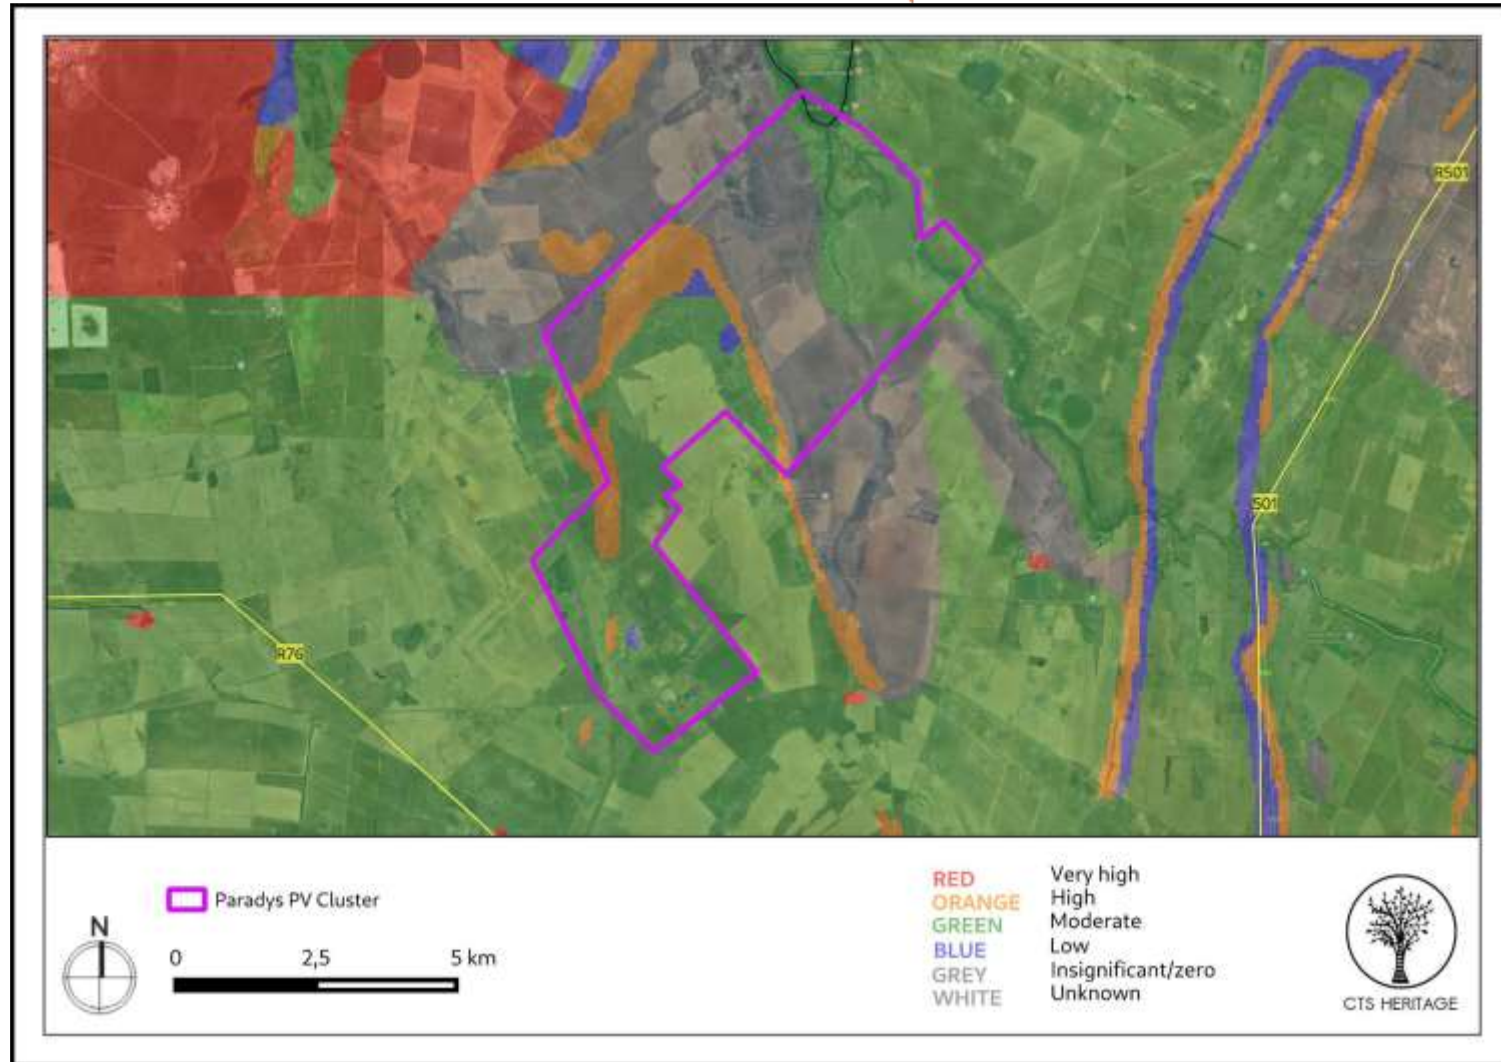 R501
501
R76
Paradys PV Cluster
N
0 2,5 5 km
RED Very high
ORANGE High
GREEN Moderate
BLUE Low
GREY Insignificant/zero
WHITE Unknown
CTS HERITAGE